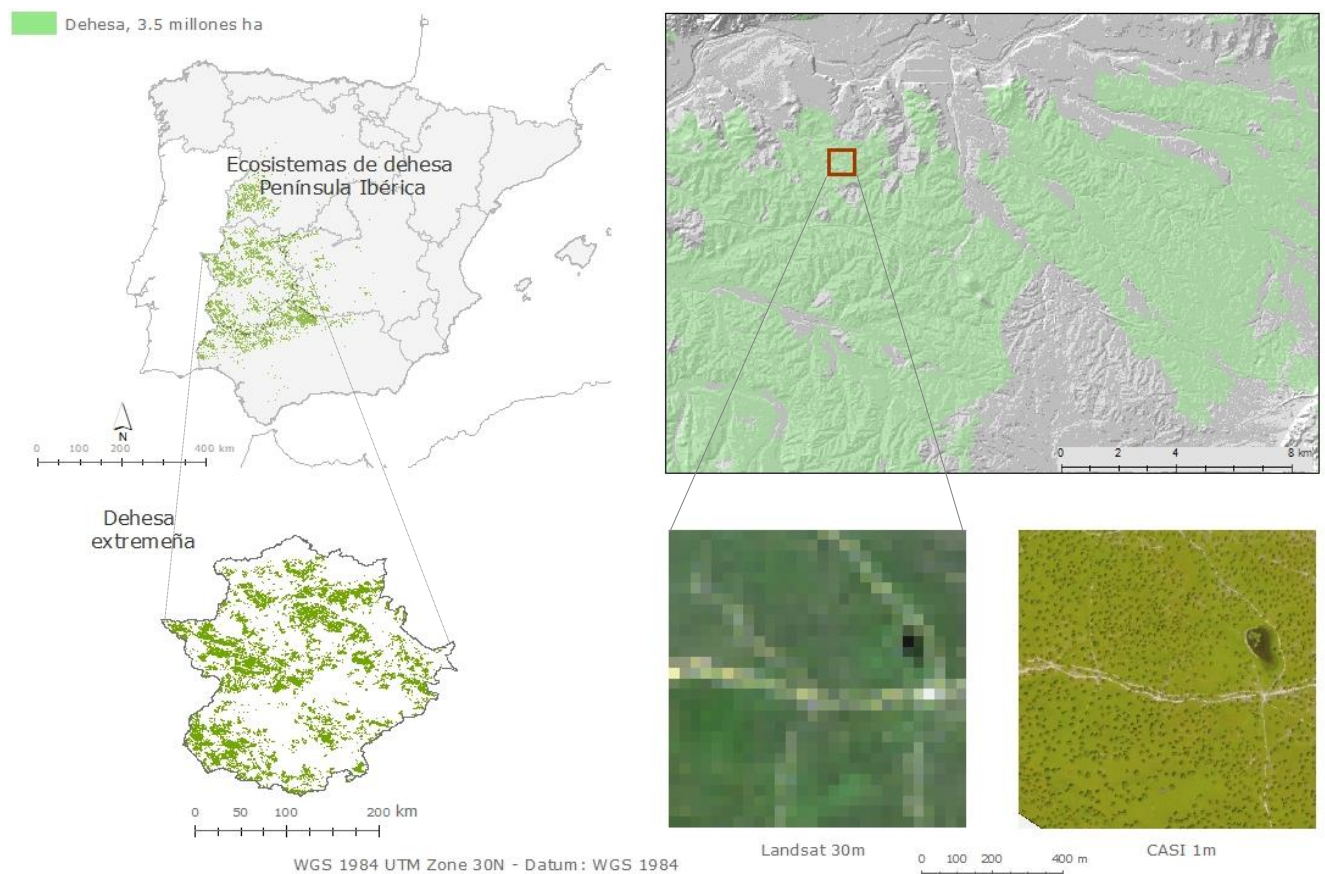 Dehesa, 3.5 millones ha
Ecosistemas de dehesa
Península Ibérica
N
0 100 200 400 km
0 2 4 8 km
Dehesa
extremeña
0 50 100 200 km
WGS 1984 UTM Zone 30N - Datum: WGS 1984
Landsat 30m
0 100 200 400 m
CASI 1m